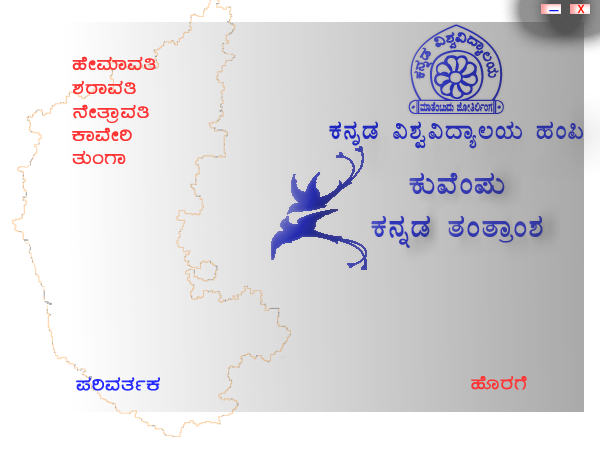 X
ಹೇಮಾವತಿ
ಶರಾವತಿ
ನೇತ್ರಾವತಿ
ಕಾವೇರಿ
ತುಂಗಾ
ಕನ್ನಡ ವಿಶ್ವವಿದ್ಯಾಲಯ
ಮಾತೆಂಬುದು ಜ್ಯೋತಿರ್ಲಿಂಗ
ಕನ್ನಡ ವಿಶ್ವವಿದ್ಯಾಲಯ ಹಂಪಿ
ಕುವೆಂಪು
ಕನ್ನಡ ತಂತ್ರಾಂಶ
ಪರಿವರ್ತಕ
ಹೊರಗೆ